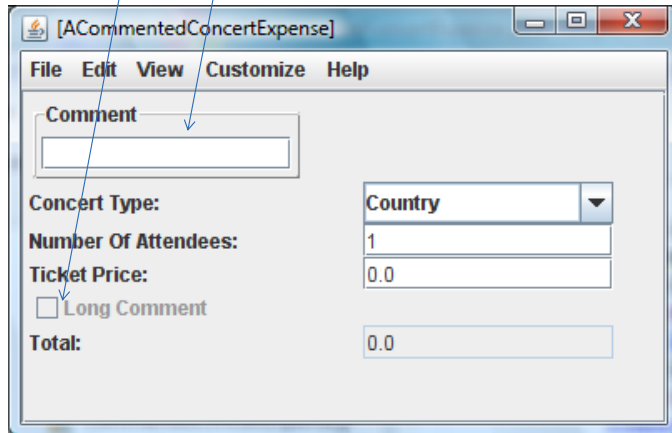 [ACommentedConcertExpense]
File Edit View Customize Help
Comment
Concert Type: Country
Number Of Attendees: 1
Ticket Price: 0.0
Long Comment
Total: 0.0